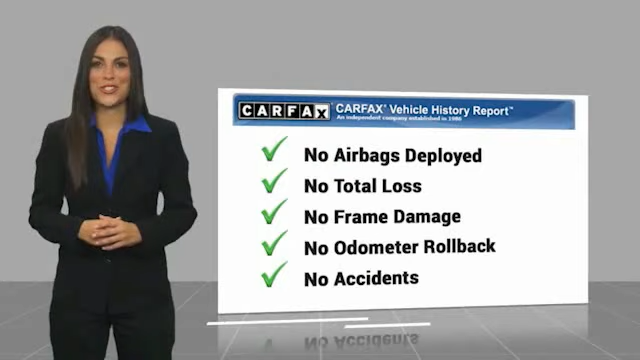 CARFAX CARFAX® Vehicle History Report™
An independent company established in 1986
No Airbags Deployed
No Total Loss
No Frame Damage
No Odometer Rollback
No Accidents